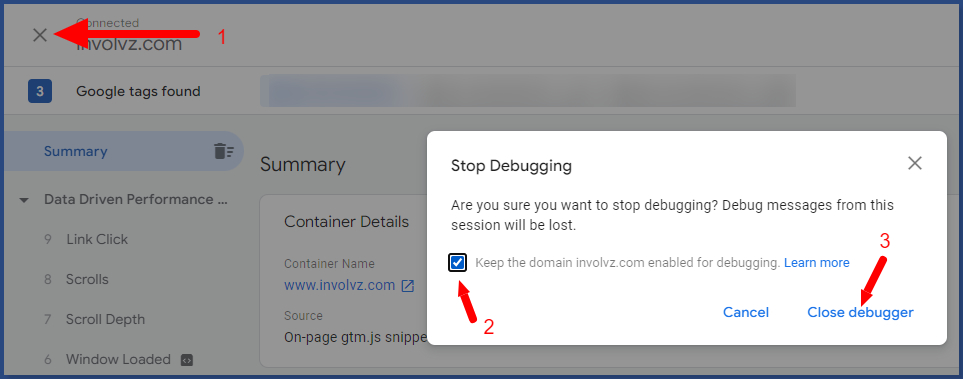 Connected
1
involvz.com
3
Google tags found
Summary
Summary
Data Driven Performance ...
Container Details
9 Link Click
Container Name
8 Scrolls
www.involvz.com
7 Scroll Depth
Source
On-page gtm.js snippe
6 Window Loaded
Stop Debugging
Are you sure you want to stop debugging? Debug messages from this
session will be lost.
3
Keep the domain involvz.com enabled for debugging. Learn more
2
Cancel
Close debugger